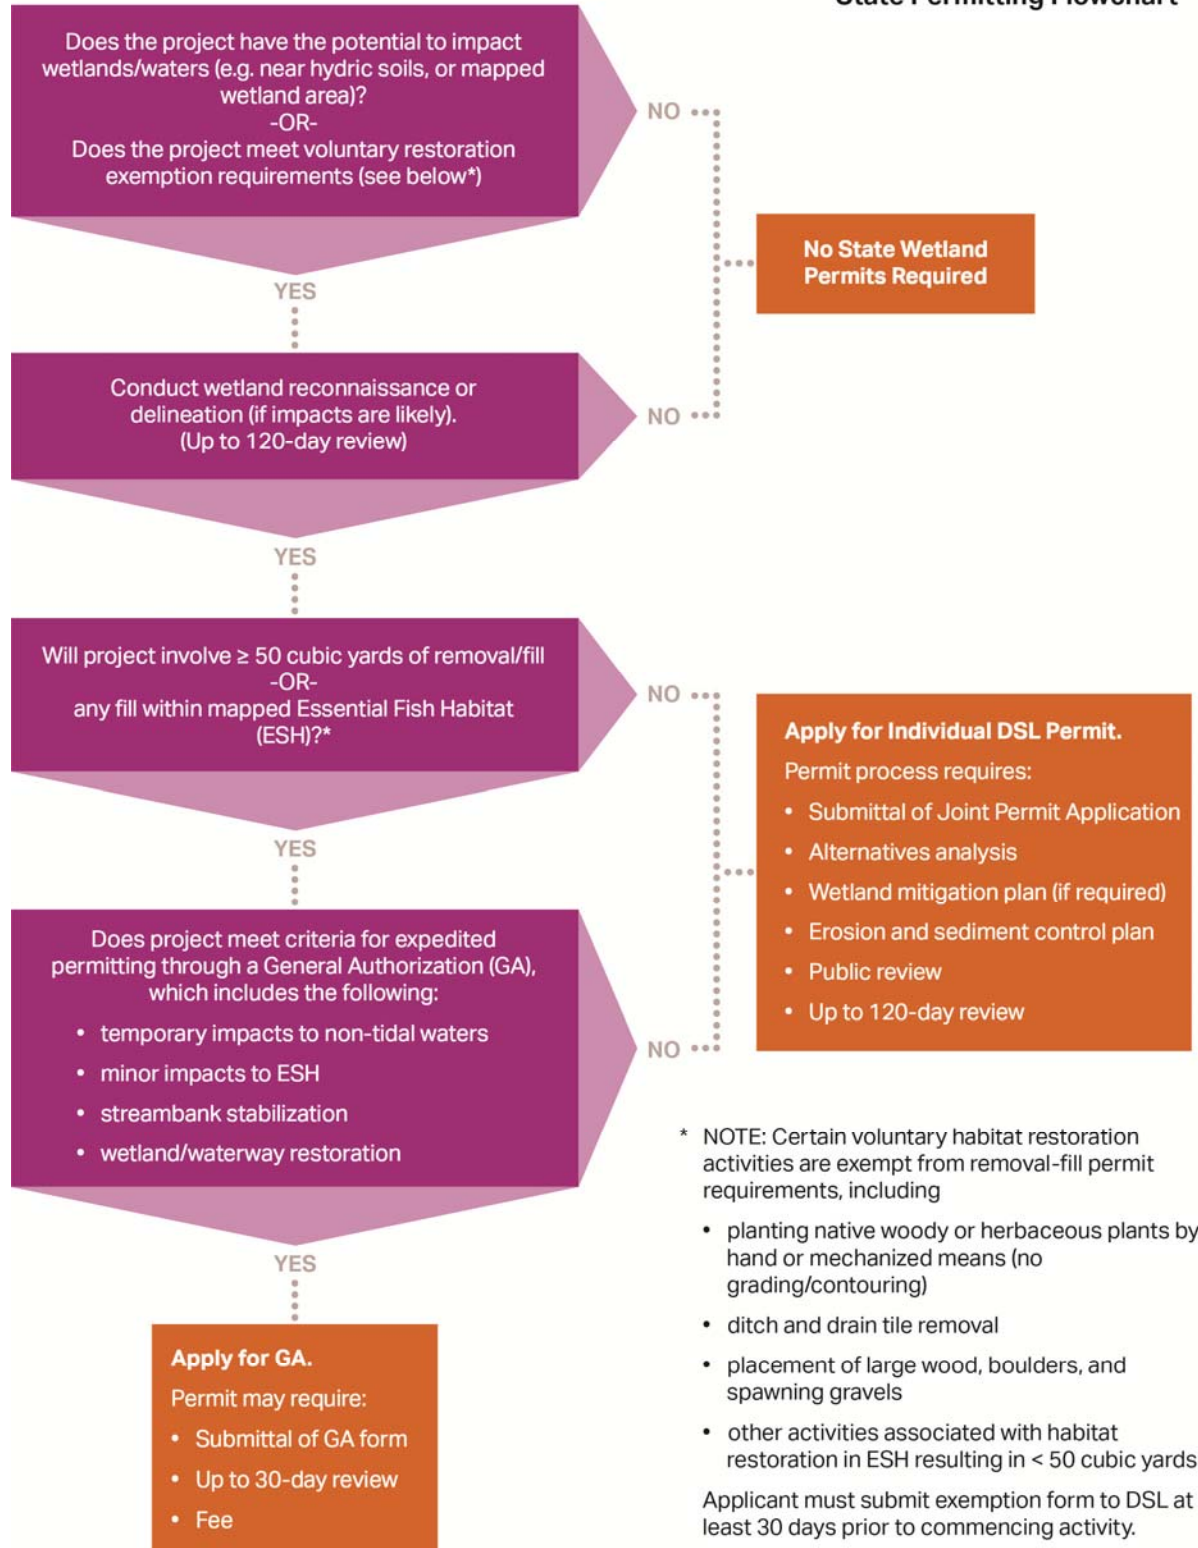 State Permitting Flowchart
Does the project have the potential to impact
wetlands/waters (e.g. near hydric soils, or mapped
wetland area)?
-OR-
Does the project meet voluntary restoration
exemption requirements (see below*)
NO
No State Wetland
Permits Required
YES
Conduct wetland reconnaissance or
delineation (if impacts are likely).
(Up to 120-day review)
NO
YES
Will project involve ≥ 50 cubic yards of removal/fill
-OR-
any fill within mapped Essential Fish Habitat
(ESH)?*
NO
Apply for Individual DSL Permit.
Permit process requires:
• Submittal of Joint Permit Application
• Alternatives analysis
• Wetland mitigation plan (if required)
• Erosion and sediment control plan
• Public review
• Up to 120-day review
YES
Does project meet criteria for expedited
permitting through a General Authorization (GA),
which includes the following:
• temporary impacts to non-tidal waters
• minor impacts to ESH
• streambank stabilization
• wetland/waterway restoration
NO
YES
Apply for GA.
Permit may require:
• Submittal of GA form
• Up to 30-day review
• Fee
* NOTE: Certain voluntary habitat restoration
activities are exempt from removal-fill permit
requirements, including
• planting native woody or herbaceous plants by
hand or mechanized means (no
grading/contouring)
• ditch and drain tile removal
• placement of large wood, boulders, and
spawning gravels
• other activities associated with habitat
restoration in ESH resulting in < 50 cubic yards
Applicant must submit exemption form to DSL at
least 30 days prior to commencing activity.